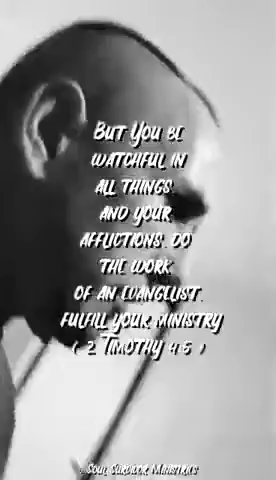 But You be
watchful in
all things.
and your
afflictions. do
the work
of an evangelist.
fulfill your ministry
( 2 Timothy 4:5 )
@Soul Survivor Ministries